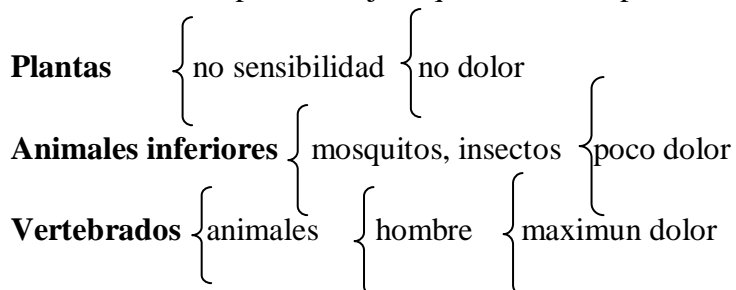 Plantas no sensibilidad no dolor
Animales inferiores mosquitos, insectos poco dolor
Vertebrados animales hombre maximun dolor